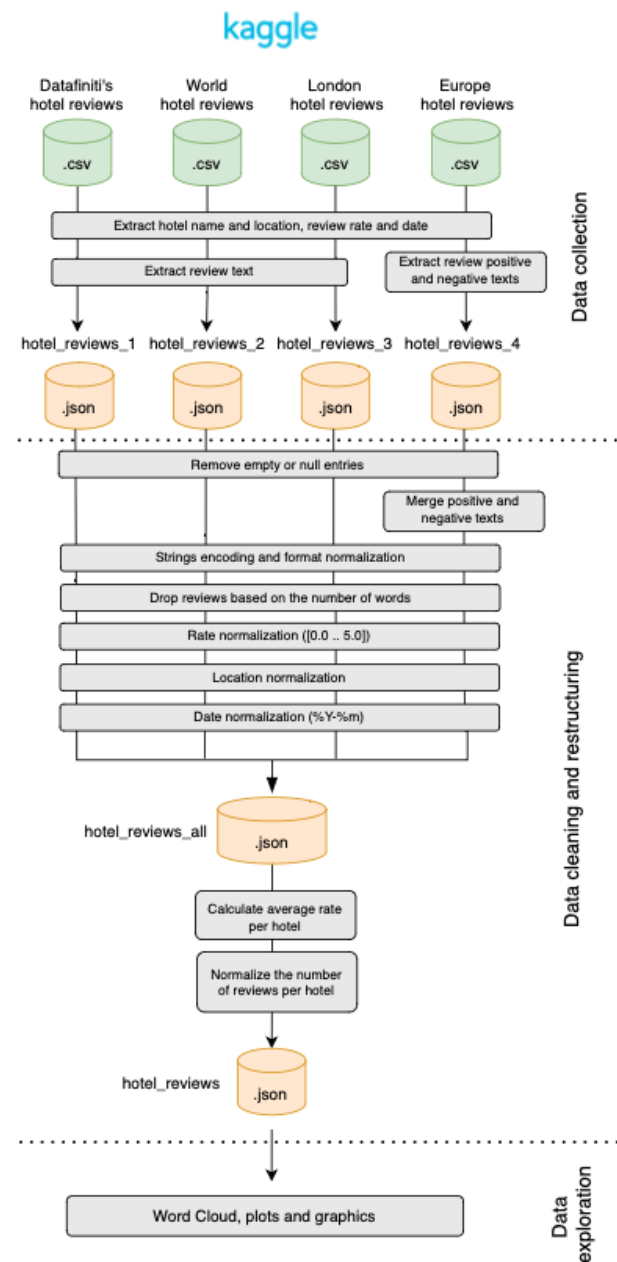 kaggle
Datafiniti's
hotel reviews
World
hotel reviews
London
hotel reviews
Europe
hotel reviews
.csv
.csv
.csv
.csv
Extract hotel name and location, review rate and date
Extract review text
Extract review positive
and negative texts
Data collection
hotel_reviews_1
hotel_reviews_2
hotel_reviews_3
hotel_reviews_4
.json
.json
.json
.json
Remove empty or null entries
Merge positive and
negative texts
Strings encoding and format normalization
Drop reviews based on the number of words
Rate normalization ([0.0 .. 5.0])
Location normalization
Date normalization (%Y-%m)
hotel_reviews_all
.json
Calculate average rate
per hotel
Normalize the number
of reviews per hotel
hotel_reviews
.json
Data cleaning and restructuring
Word Cloud, plots and graphics
Data
exploration